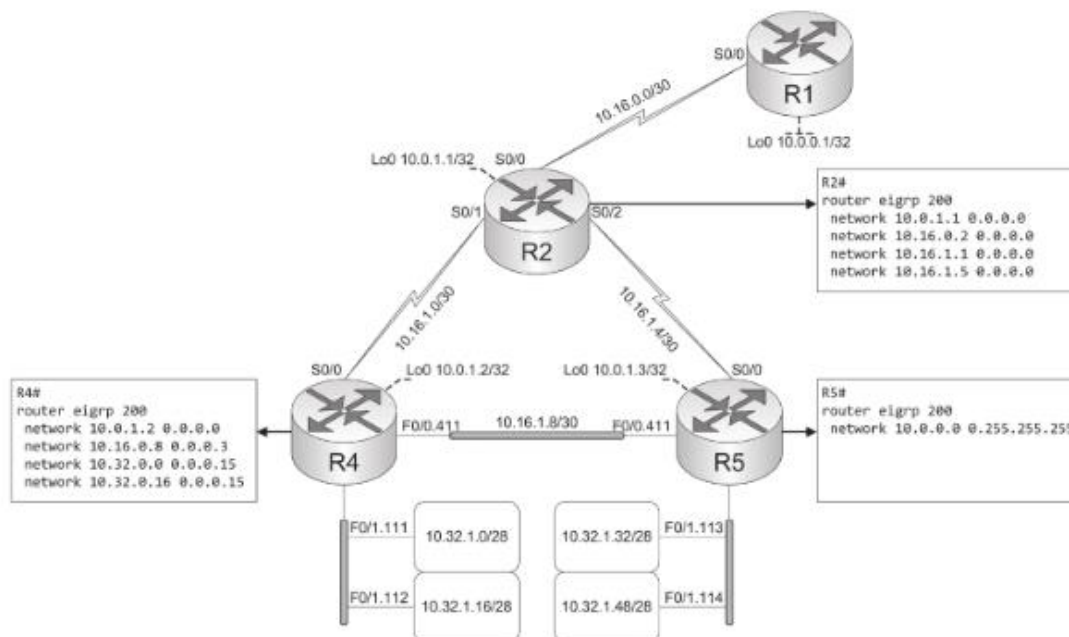 S0/0
R1
10.16.0.0/30
Lo0 10.0.0.1/32
Lo0 10.0.1.1/32
S0/0
S0/1
S0/2
R2
R2#
router eigrp 200
network 10.0.1.1 0.0.0.0
network 10.16.0.2 0.0.0.0
network 10.16.1.1 0.0.0.0
network 10.16.1.5 0.0.0.0
10.16.1.0/30
10.16.1.4/30
S0/0
Lo0 10.0.1.2/32
Lo0 10.0.1.3/32
S0/0
R4#
router eigrp 200
network 10.0.1.2 0.0.0.0
network 10.16.0.8 0.0.0.3
network 10.32.0.0 0.0.0.15
network 10.32.0.16 0.0.0.15
R4
F0/0.411
10.16.1.8/30
F0/0.411
R5
R5#
router eigrp 200
network 10.0.0.0 0.255.255.255
F0/1.111
10.32.1.0/28
10.32.1.32/28
F0/1.113
F0/1.112
10.32.1.16/28
10.32.1.48/28
F0/1.114